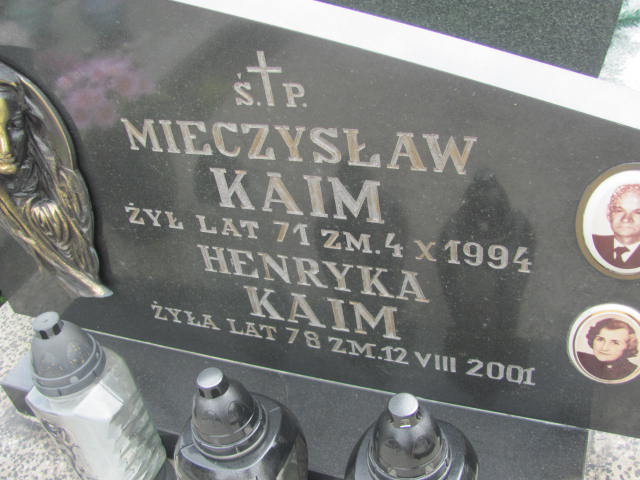 Ś.†P.
MIECZYSŁAW
KAIM
ŻYŁ LAT 71 ZM. 4 X 1994
HENRYKA
KAIM
ŻYŁA LAT 78 ZM. 12 VIII 2001